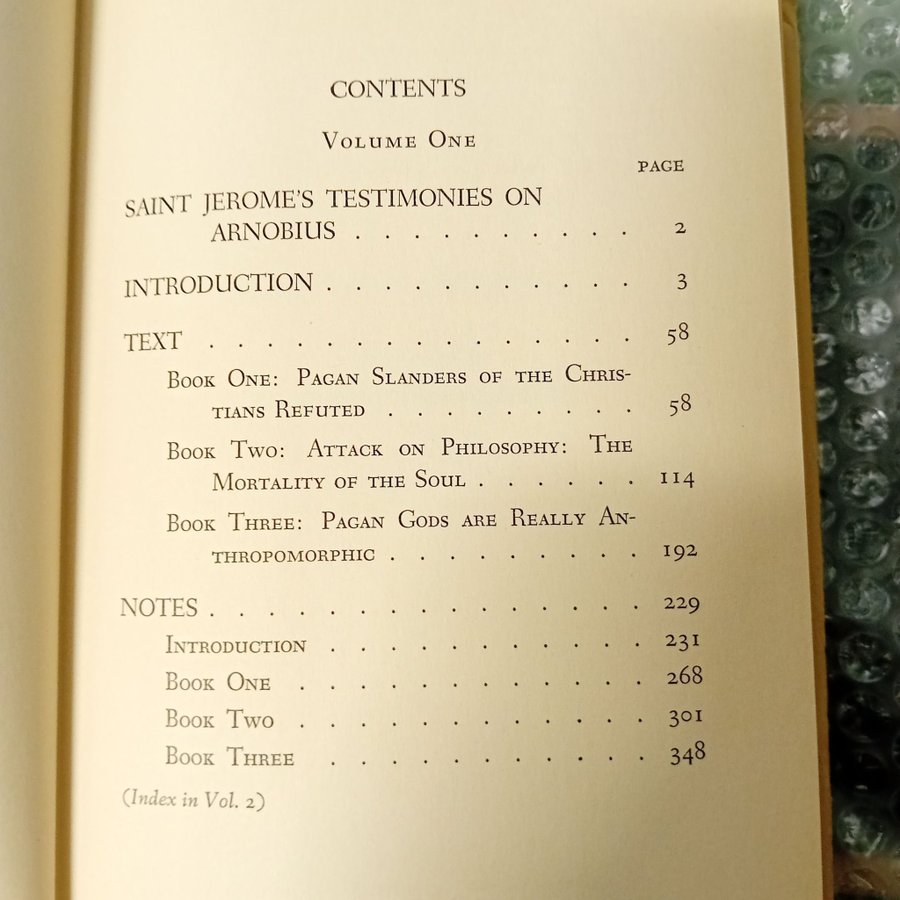 CONTENTS
Volume One
PAGE
SAINT JEROME'S TESTIMONIES ON
ARNOBIUS . . . . . . . . . . 2
INTRODUCTION . . . . . . . . . . . 3
TEXT . . . . . . . . . . . . . . . 58
Book One: Pagan Slanders of the Chris-
tians Refuted . . . . . . . . . 58
Book Two: Attack on Philosophy: The
Mortality of the Soul . . . . . . 114
Book Three: Pagan Gods are Really An-
thropomorphic . . . . . . . . . 192
NOTES . . . . . . . . . . . . . . . 229
Introduction . . . . . . . . . . . 231
Book One . . . . . . . . . . . . 268
Book Two . . . . . . . . . . . . 301
Book Three . . . . . . . . . . . 348
(Index in Vol. 2)